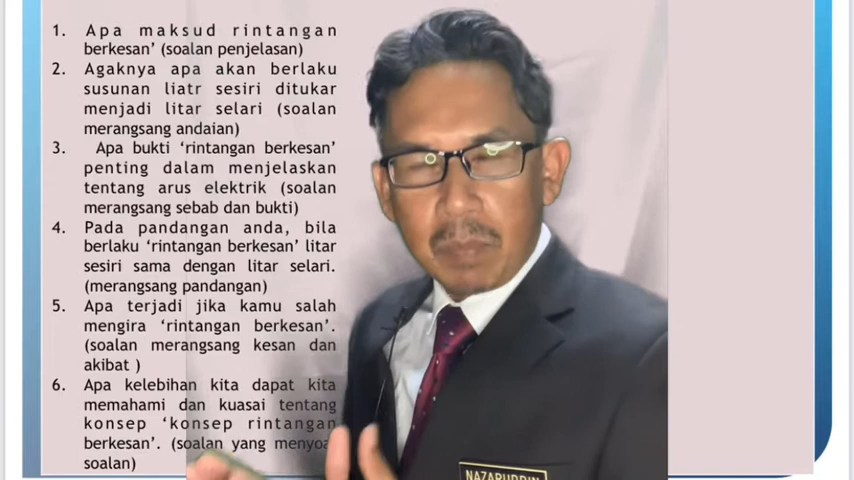 1. Apa maksud rintangan
berkesan' (soalan penjelasan)
2. Agaknya apa akan berlaku
susunan liatr sesiri ditukar
menjadi litar selari (soalan
merangsang andaian)
3. Apa bukti 'rintangan berkesan'
penting dalam menjelaskan
tentang arus elektrik (soalan
merangsang sebab dan bukti)
4. Pada pandangan anda, bila
berlaku 'rintangan berkesan' litar
sesiri sama dengan litar selari.
(merangsang pandangan)
5. Apa terjadi jika kamu salah
mengira 'rintangan berkesan'.
(soalan merangsang kesan dan
akibat )
6. Apa kelebihan kita dapat kita
memahami dan kuasai tentang
konsep 'konsep rintangan
berkesan'. (soalan yang
soalan)
NAZARUDDIN